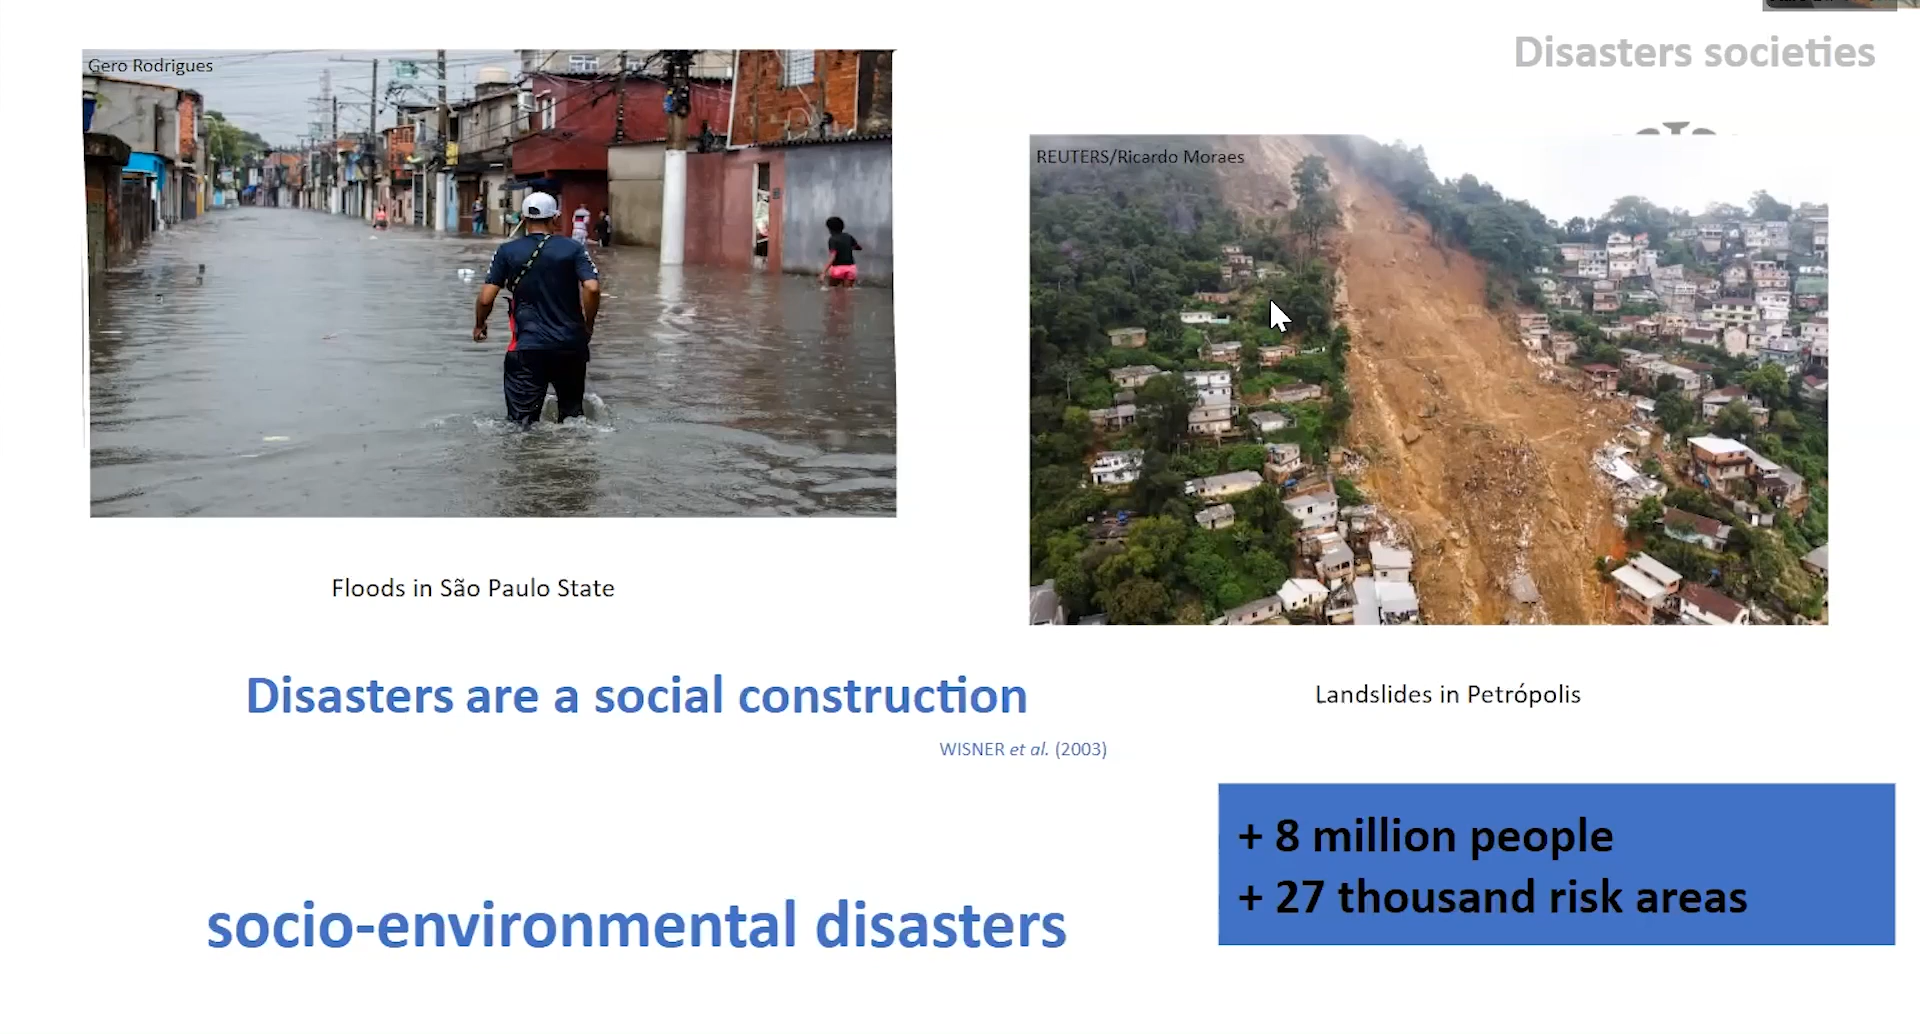 Disasters societies
Gero Rodrigues
REUTERS/Ricardo Moraes
Floods in São Paulo State
Landslides in Petrópolis
Disasters are a social construction
WISNER et al. (2003)
+ 8 million people
+ 27 thousand risk areas
socio-environmental disasters